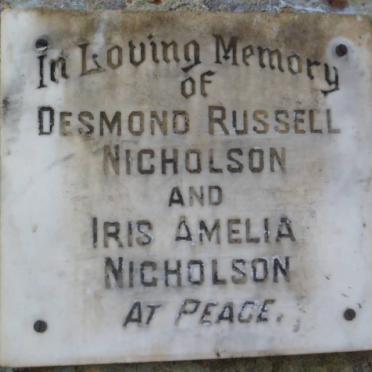 In Loving Memory
of
DESMOND RUSSELL
NICHOLSON
AND
IRIS AMELIA
NICHOLSON
AT PEACE.